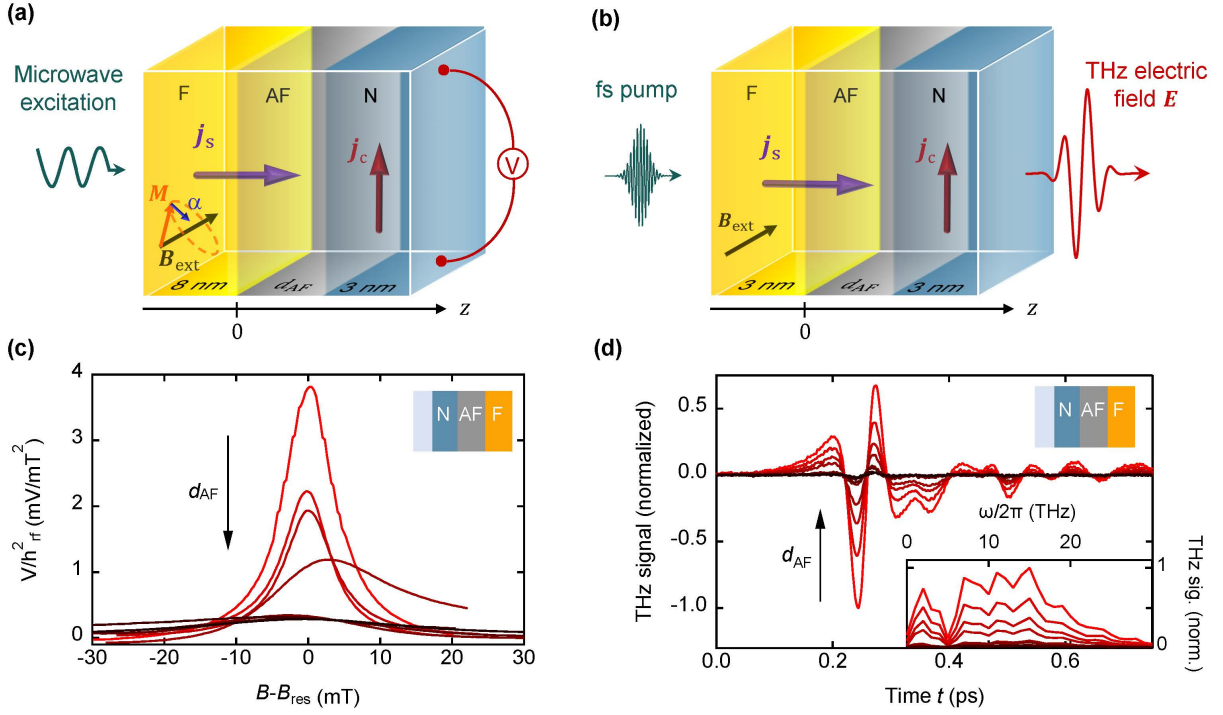 (a)
Microwave
excitation
F
AF
N
j_s
j_c
V
M
α
B_ext
8 nm
d_AF
3 nm
0
z
(b)
fs pump
F
AF
N
j_s
j_c
B_ext
THz electric
field E
3 nm
d_AF
3 nm
0
z
(c)
V/h²_rf (mV/mT²)
4
3
2
1
0
d_AF
N AF F
-30 -20 -10 0 10 20 30
B-B_res (mT)
(d)
THz signal (normalized)
0.5
0.0
-0.5
-1.0
d_AF
N AF F
ω/2π (THz)
0 10 20
1
0
THz sig. (norm.)
0.0 0.2 0.4 0.6
Time t (ps)